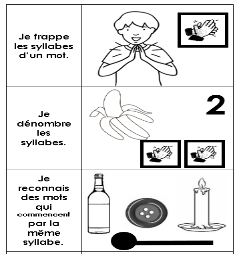 Je frappe
les syllabes
d'un mot.
2
Je
dénombre
les
syllabes.
Je
reconnais
des mots
qui
commencent
par la
même
syllabe.